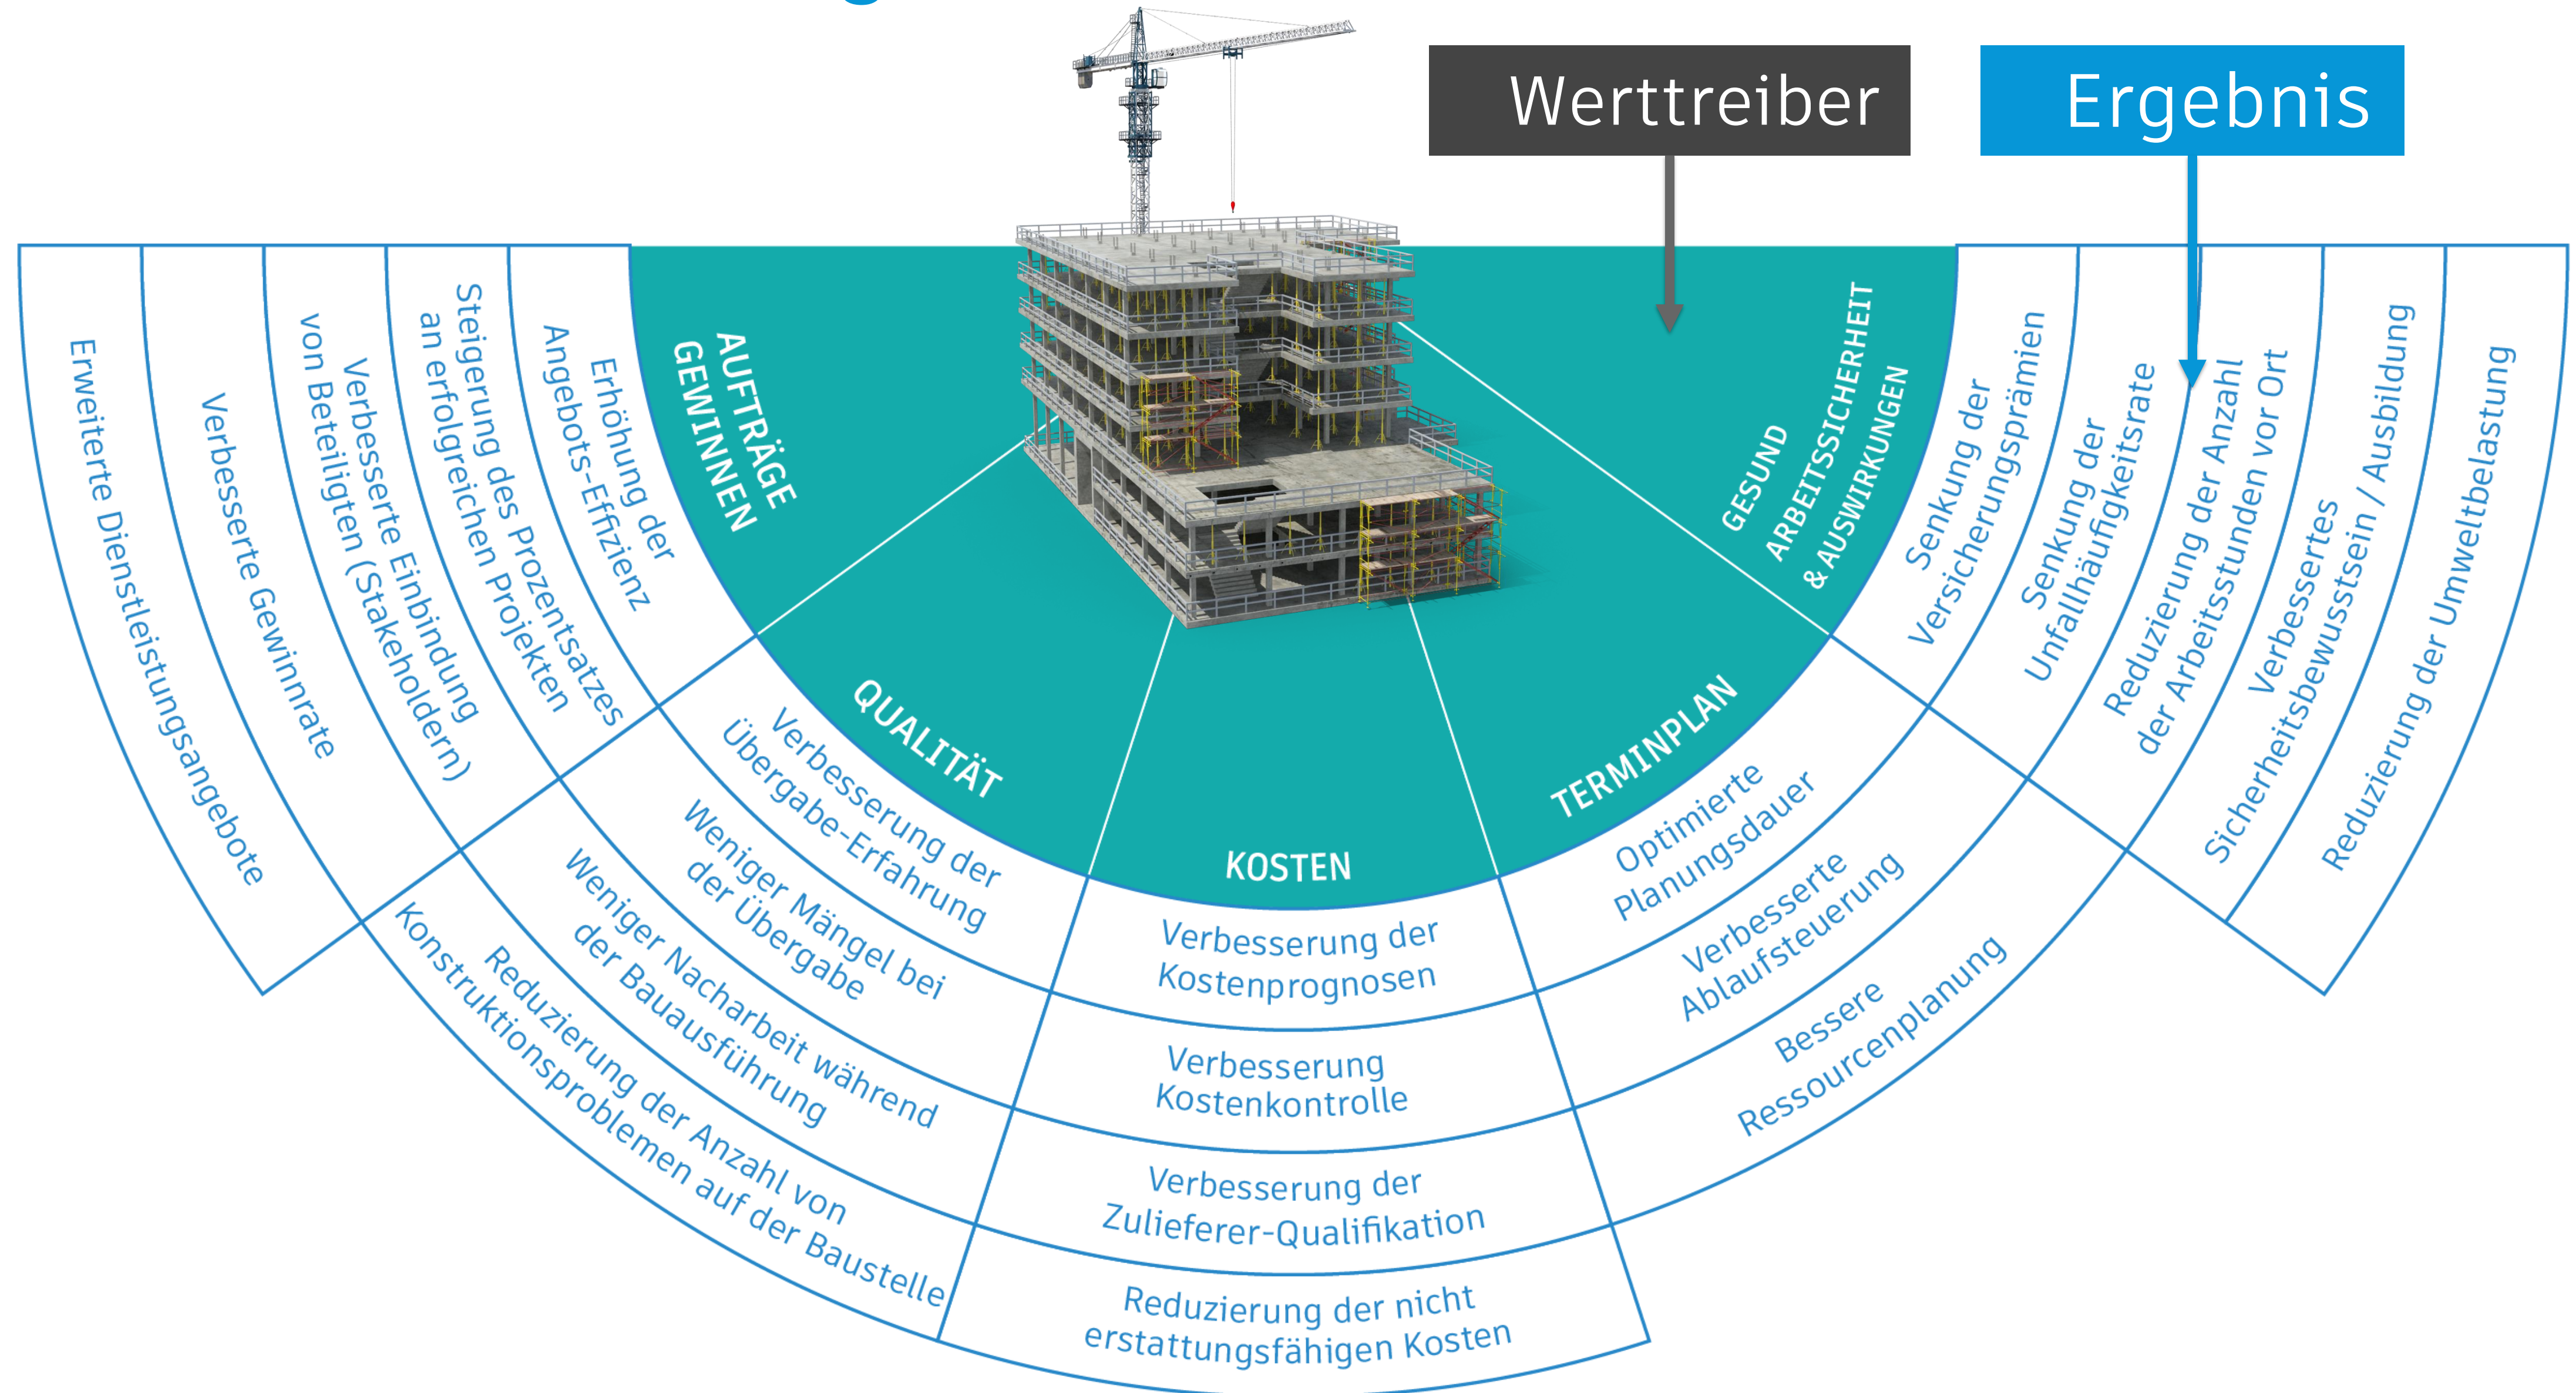 Werttreiber
Ergebnis
AUFTRÄGE
GEWINNEN
Erhöhung der
Angebots-Effizienz
Steigerung des Prozentsatzes
an erfolgreichen Projekten
Verbesserte Einbindung
von Beteiligten (Stakeholdern)
Verbesserte Gewinnrate
Erweiterte Dienstleistungsangebote
QUALITÄT
Verbesserung der
Übergabe-Erfahrung
Weniger Mängel bei
der Übergabe
Weniger Nacharbeit während
der Bauausführung
Reduzierung der Anzahl von
Konstruktionsproblemen auf der Baustelle
KOSTEN
Verbesserung der
Kostenprognosen
Verbesserung
Kostenkontrolle
Verbesserung der
Zulieferer-Qualifikation
Reduzierung der nicht
erstattungsfähigen Kosten
TERMINPLAN
Optimierte
Planungsdauer
Verbesserte
Ablaufsteuerung
Bessere
Ressourcenplanung
GESUND
ARBEITSSICHERHEIT
& AUSWIRKUNGEN
Senkung der
Versicherungsprämien
Senkung der
Unfallhäufigkeitsrate
Reduzierung der Anzahl
der Arbeitsstunden vor Ort
Verbessertes
Sicherheitsbewusstsein / Ausbildung
Reduzierung der Umweltbelastung